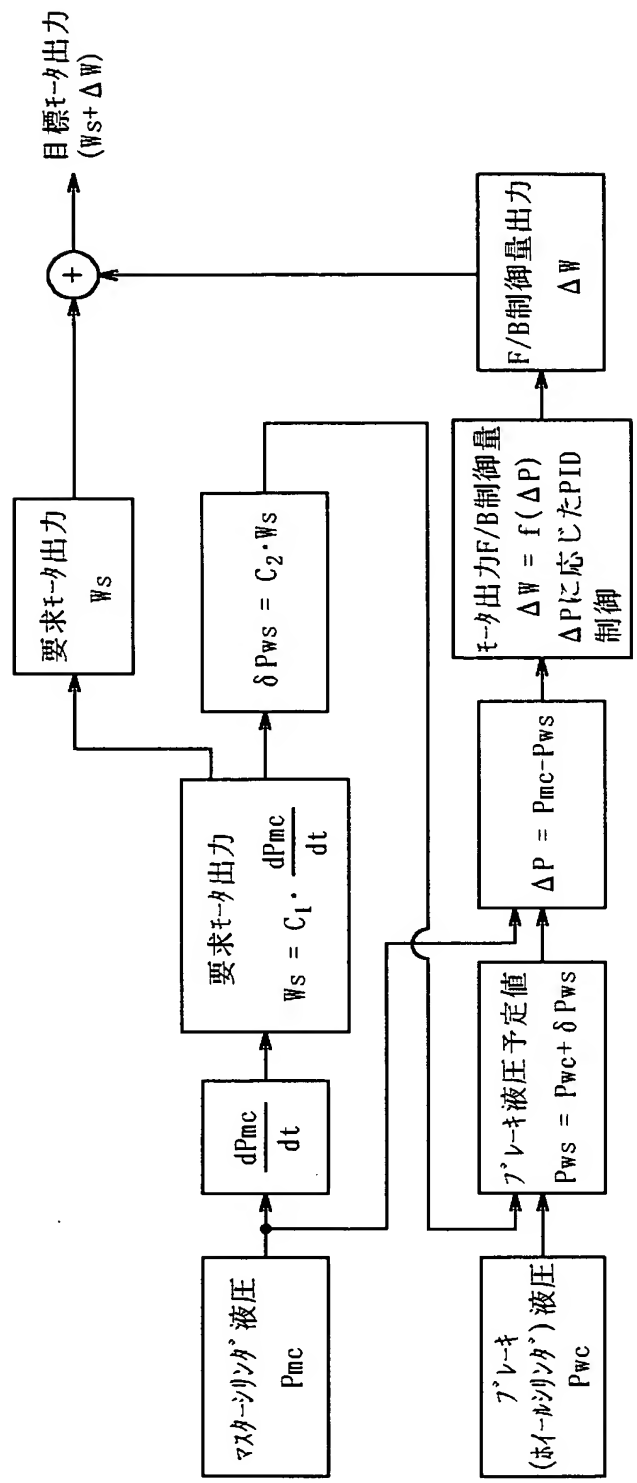 マスターシリンダ液圧
Pmc
dPmc
dt
要求モータ出力
Ws = C₁· dPmc
dt
要求モータ出力
Ws
δPws = C₂·Ws
+
目標モータ出力
(Ws+ΔW)
ブレーキ
(ホイールシリンダ)液圧
Pwc
ブレーキ液圧予定値
Pws = Pwc+δPws
ΔP = Pmc-Pws
モータ出力F/B制御量
ΔW = f(ΔP)
ΔPに応じたPID
制御
F/B制御量出力
ΔW